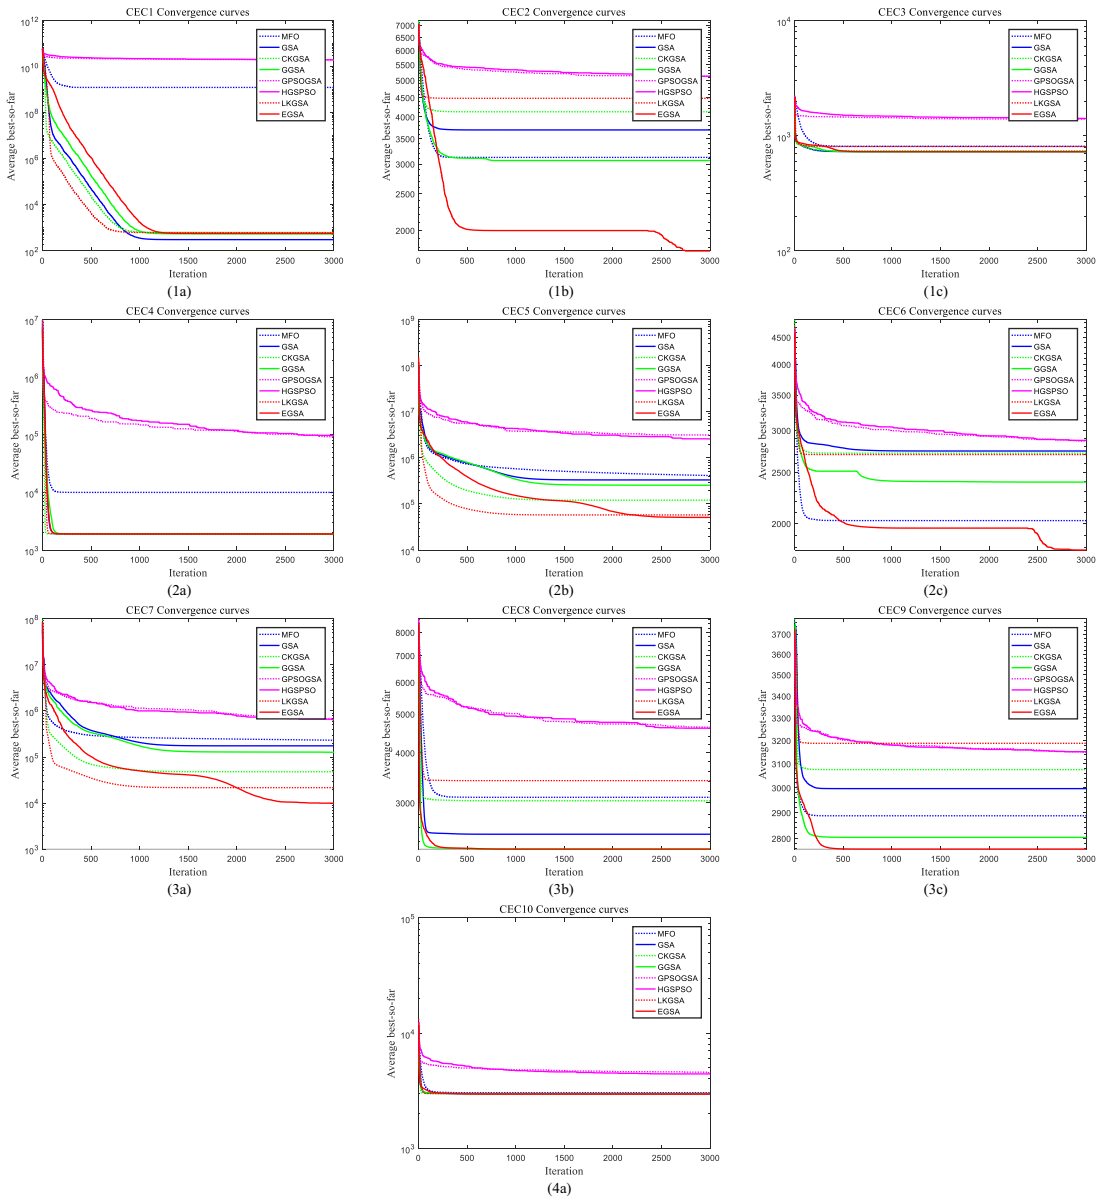 CEC1 Convergence curves
10^12
10^10
10^8
10^6
10^4
10^2
0
500
1000
1500
2000
2500
3000
Average best-so-far
Iteration
MFO
GSA
CKGSA
GGSA
GPSOGSA
HGSPSO
LKGSA
EGSA
(1a)
CEC2 Convergence curves
7000
6500
6000
5500
5000
4500
4000
3500
3000
2500
2000
0
500
1000
1500
2000
2500
3000
Average best-so-far
Iteration
MFO
GSA
CKGSA
GGSA
GPSOGSA
HGSPSO
LKGSA
EGSA
(1b)
CEC3 Convergence curves
10^4
10^3
10^2
0
500
1000
1500
2000
2500
3000
Average best-so-far
Iteration
MFO
GSA
CKGSA
GGSA
GPSOGSA
HGSPSO
LKGSA
EGSA
(1c)
CEC4 Convergence curves
10^7
10^6
10^5
10^4
10^3
0
500
1000
1500
2000
2500
3000
Average best-so-far
Iteration
MFO
GSA
CKGSA
GGSA
GPSOGSA
HGSPSO
LKGSA
EGSA
(2a)
CEC5 Convergence curves
10^9
10^8
10^7
10^6
10^5
10^4
0
500
1000
1500
2000
2500
3000
Average best-so-far
Iteration
MFO
GSA
CKGSA
GGSA
GPSOGSA
HGSPSO
LKGSA
EGSA
(2b)
CEC6 Convergence curves
4500
4000
3500
3000
2500
2000
0
500
1000
1500
2000
2500
3000
Average best-so-far
Iteration
MFO
GSA
CKGSA
GGSA
GPSOGSA
HGSPSO
LKGSA
EGSA
(2c)
CEC7 Convergence curves
10^8
10^7
10^6
10^5
10^4
10^3
0
500
1000
1500
2000
2500
3000
Average best-so-far
Iteration
MFO
GSA
CKGSA
GGSA
GPSOGSA
HGSPSO
LKGSA
EGSA
(3a)
CEC8 Convergence curves
8000
7000
6000
5000
4000
3000
0
500
1000
1500
2000
2500
3000
Average best-so-far
Iteration
MFO
GSA
CKGSA
GGSA
GPSOGSA
HGSPSO
LKGSA
EGSA
(3b)
CEC9 Convergence curves
3700
3600
3500
3400
3300
3200
3100
3000
2900
2800
0
500
1000
1500
2000
2500
3000
Average best-so-far
Iteration
MFO
GSA
CKGSA
GGSA
GPSOGSA
HGSPSO
LKGSA
EGSA
(3c)
CEC10 Convergence curves
10^5
10^4
10^3
0
500
1000
1500
2000
2500
3000
Average best-so-far
Iteration
MFO
GSA
CKGSA
GGSA
GPSOGSA
HGSPSO
LKGSA
EGSA
(4a)